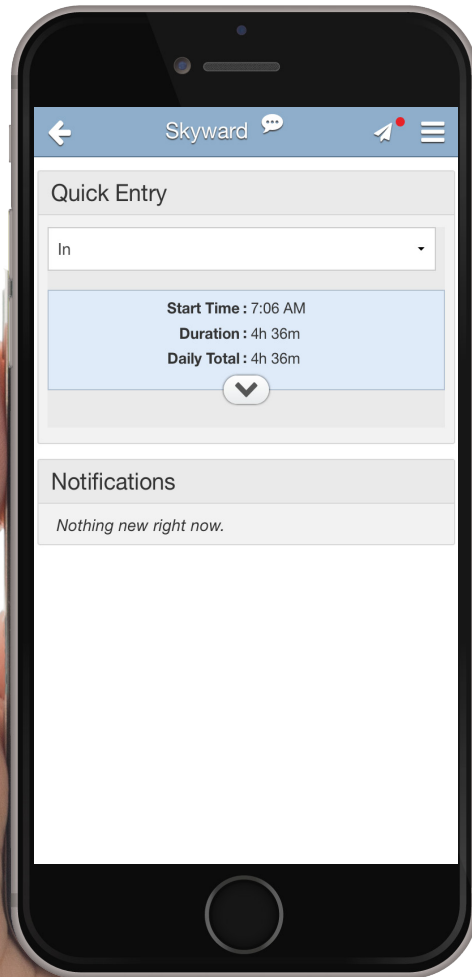 Skyward
Quick Entry
In
Start Time : 7:06 AM
Duration : 4h 36m
Daily Total : 4h 36m
Notifications
Nothing new right now.